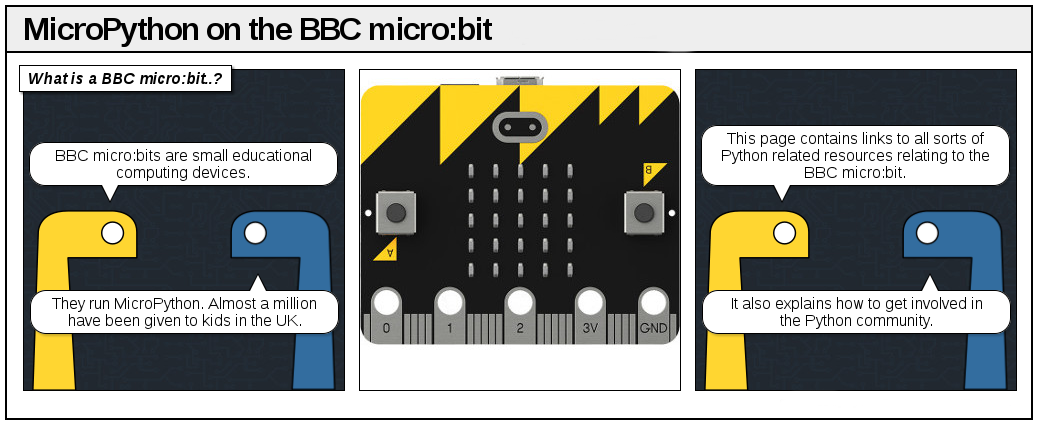 MicroPython on the BBC micro:bit
What is a BBC micro:bit..?
BBC micro:bits are small educational
computing devices.
They run MicroPython. Almost a million
have been given to kids in the UK.
B
A
0 1 2 3V GND
This page contains links to all sorts of
Python related resources relating to the
BBC micro:bit.
It also explains how to get involved in
the Python community.